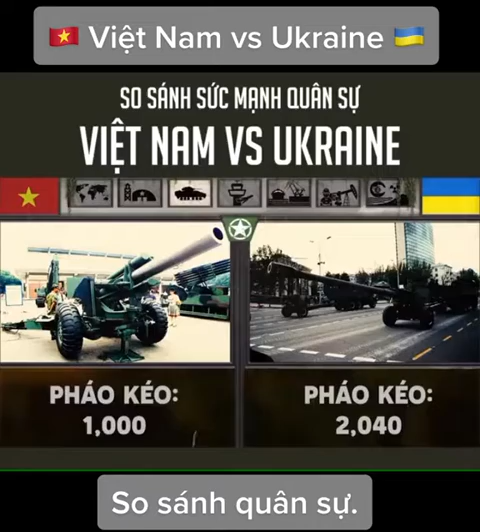 🇻🇳 Việt Nam vs Ukraine 🇺🇦
SO SÁNH SỨC MẠNH QUÂN SỰ
VIỆT NAM VS UKRAINE
PHÁO KÉO:
1,000
PHÁO KÉO:
2,040
So sánh quân sự.